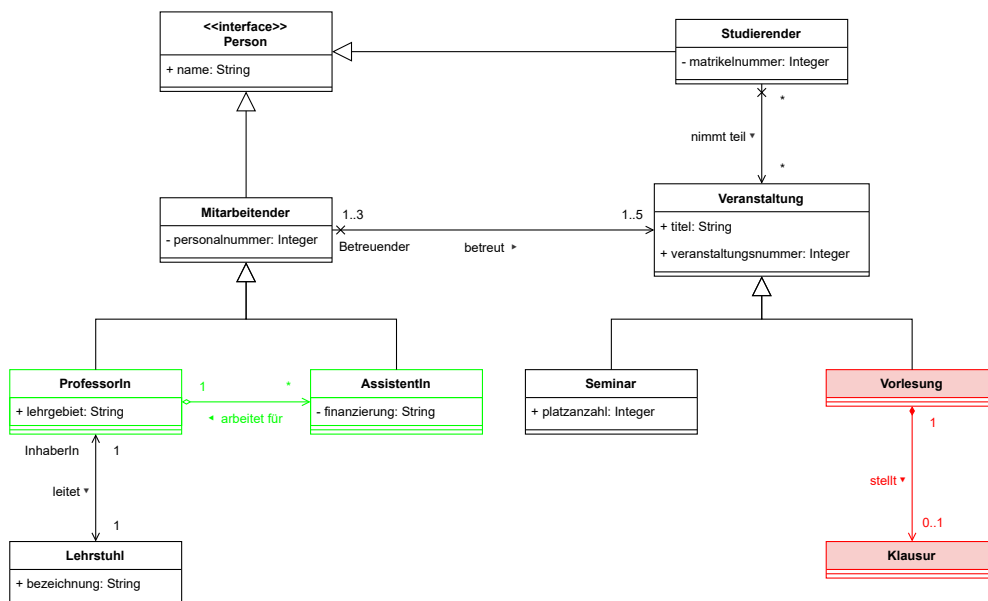 <<interface>>
Person
+ name: String
Studierender
- matrikelnummer: Integer
*
nimmt teil ▾
*
Mitarbeitender
- personalnummer: Integer
1..3
Betreuender
betreut ▸
1..5
Veranstaltung
+ titel: String
+ veranstaltungsnummer: Integer
ProfessorIn
+ lehrgebiet: String
1
*
◂ arbeitet für
AssistentIn
- finanzierung: String
Seminar
+ platzanzahl: Integer
Vorlesung
InhaberIn
1
leitet ▾
1
1
stellt ▾
0..1
Lehrstuhl
+ bezeichnung: String
Klausur